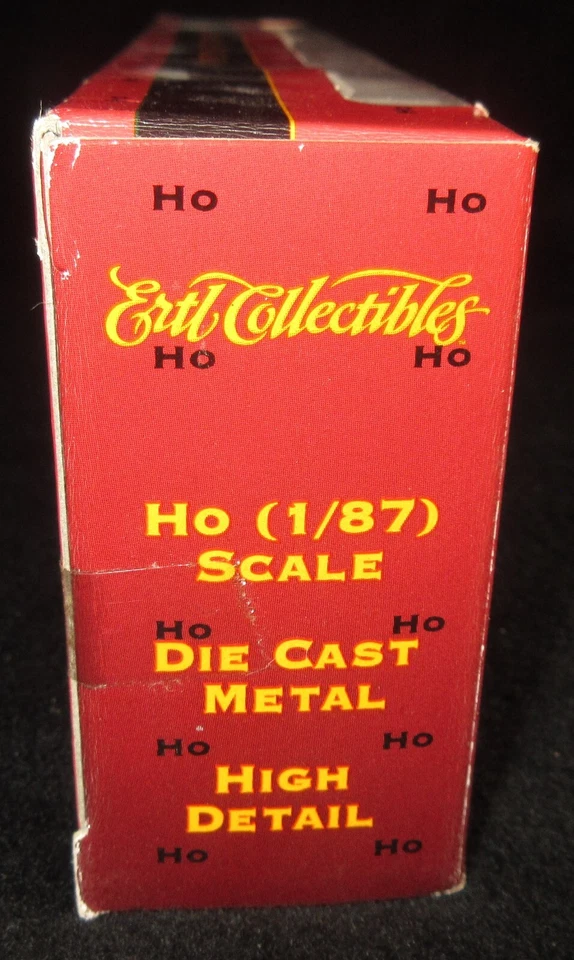 Ho Ho
Ertl Collectibles
Ho Ho
Ho (1/87)
Scale
Ho Ho
Die Cast
Metal
Ho Ho
High
Detail
Ho Ho